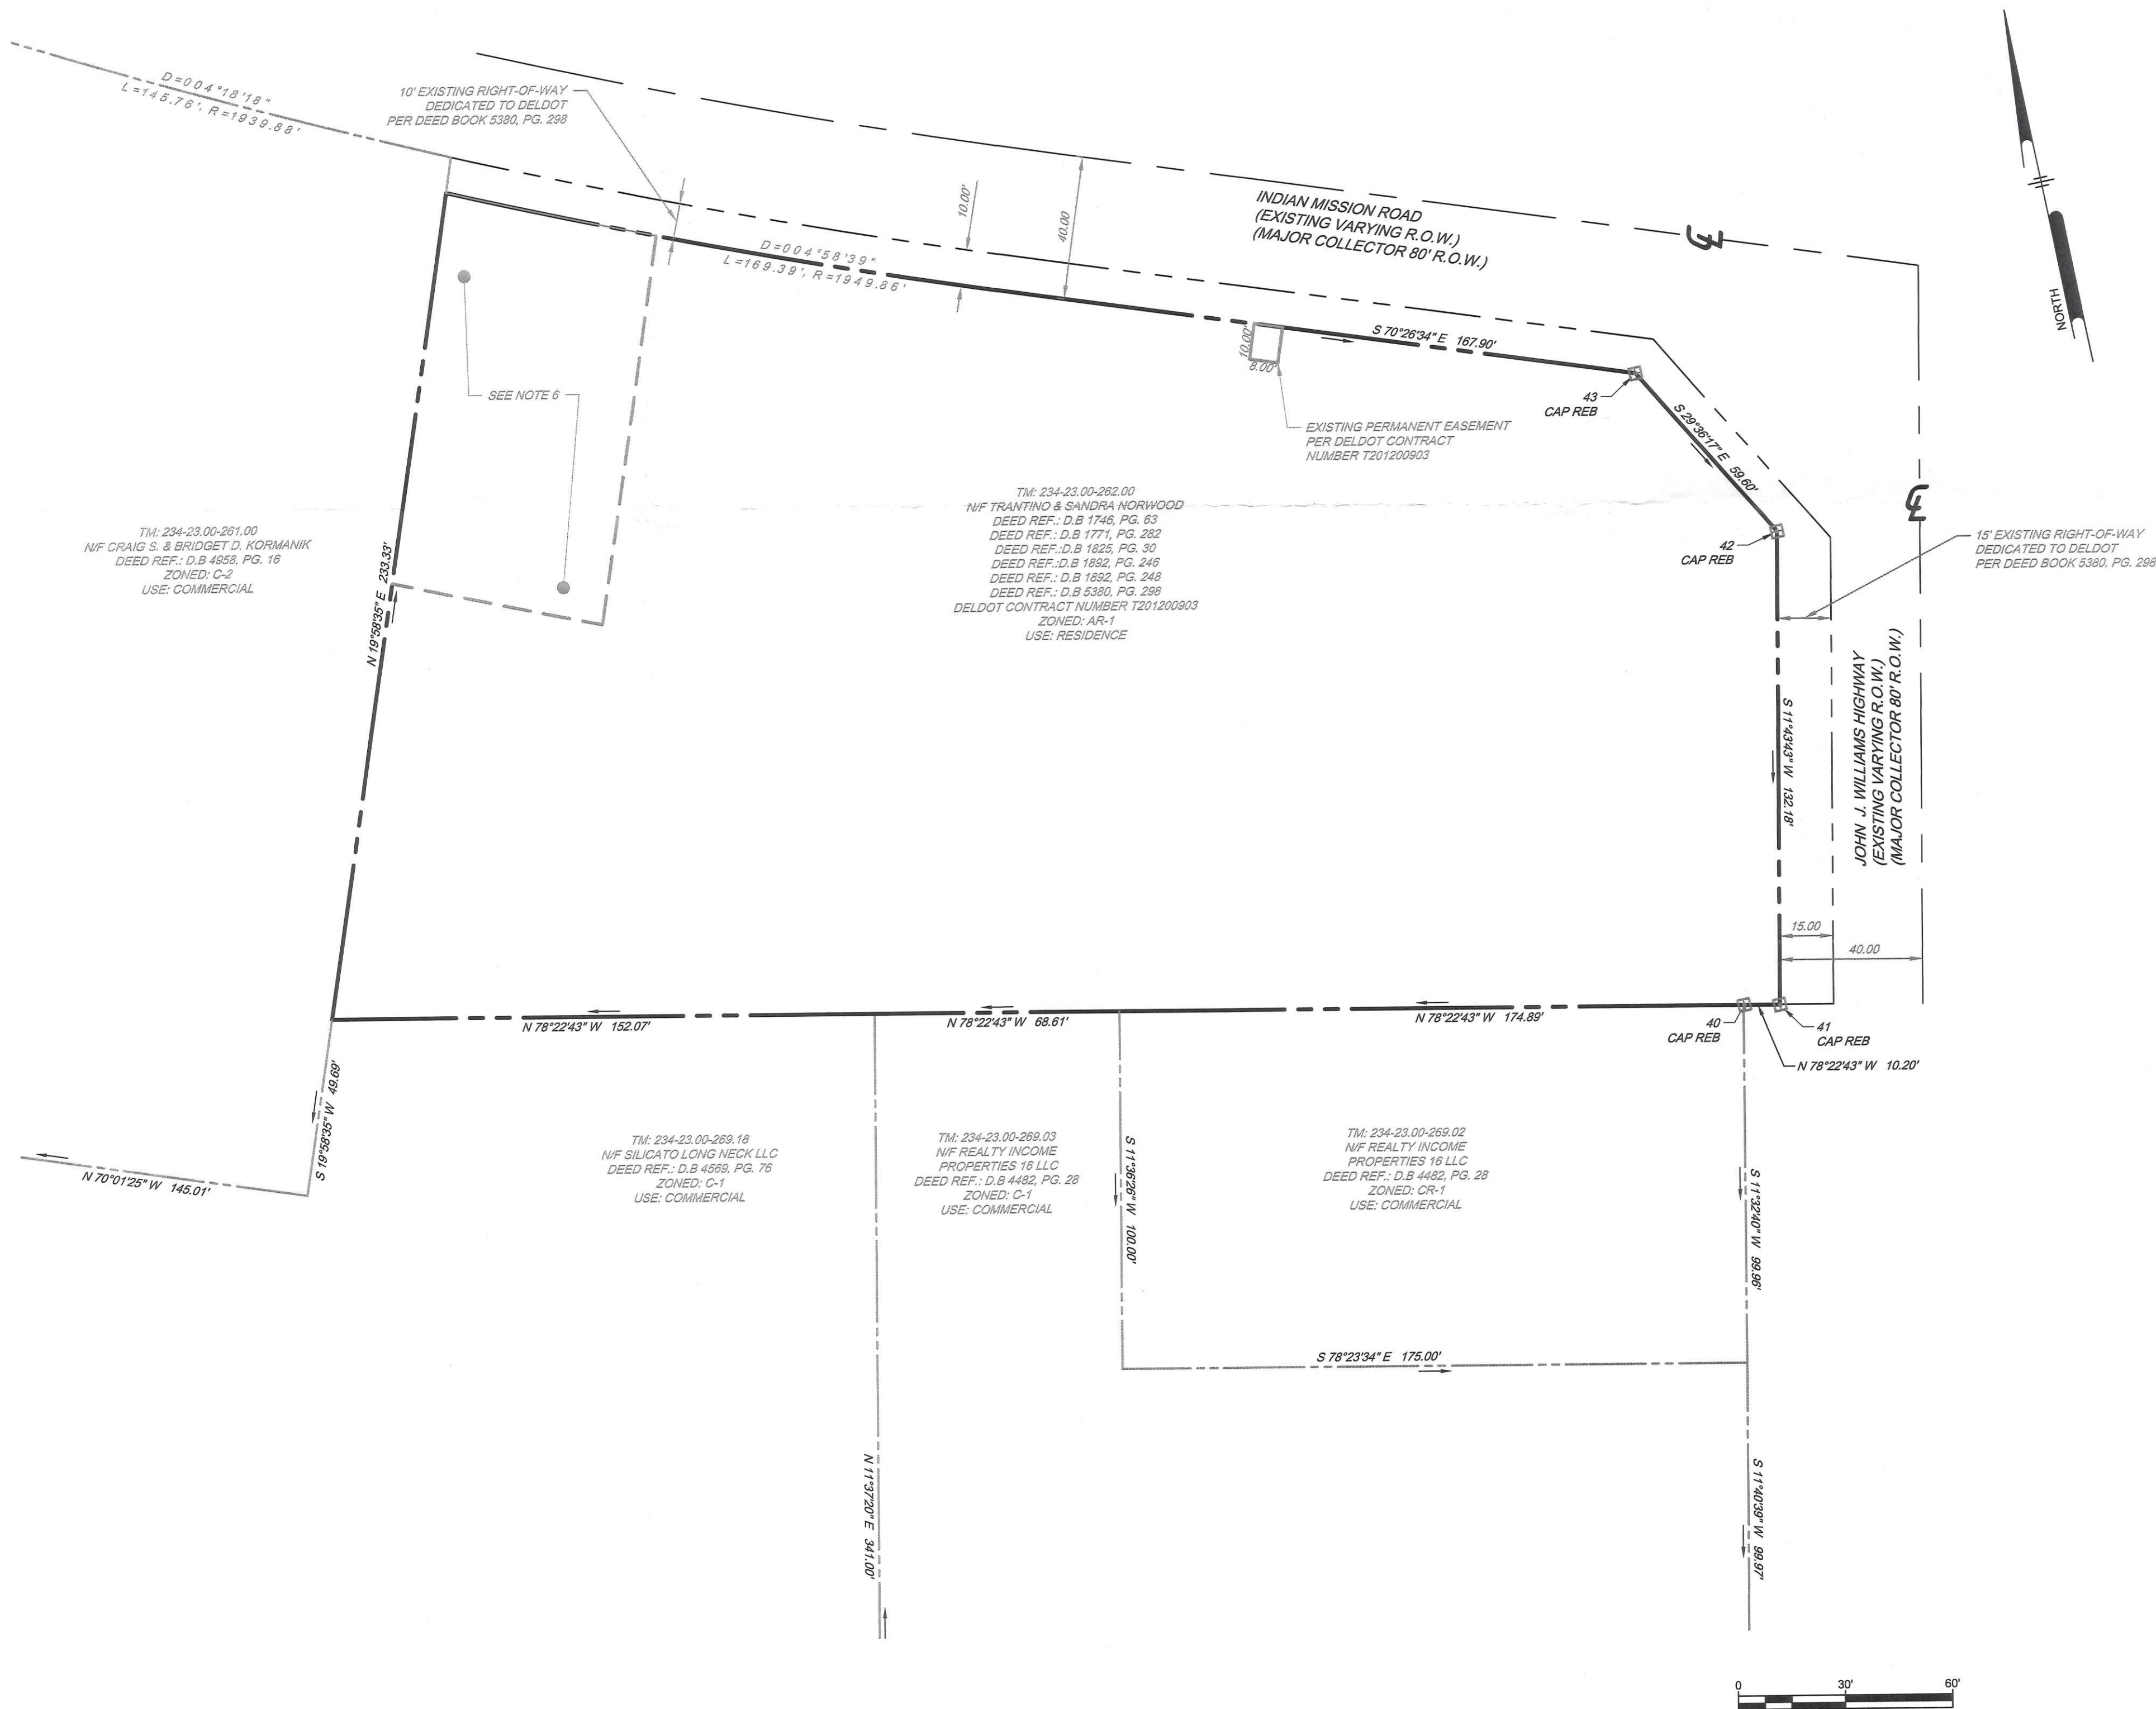 D=004°18'18"
L=145.76', R=1939.88'
10' EXISTING RIGHT-OF-WAY
DEDICATED TO DELDOT
PER DEED BOOK 5380, PG. 298
10.00'
40.00
INDIAN MISSION ROAD
(EXISTING VARYING R.O.W.)
(MAJOR COLLECTOR 80' R.O.W.)
NORTH
D=004°58'39"
L=169.39', R=1949.86'
10.00'
8.00'
S 70°26'34" E 167.90'
SEE NOTE 6
43
CAP REB
S 29°36'17" E 59.60'
EXISTING PERMANENT EASEMENT
PER DELDOT CONTRACT
NUMBER T201200903
TM: 234-23.00-261.00
N/F CRAIG S. & BRIDGET D. KORMANIK
DEED REF.: D.B 4958, PG. 16
ZONED: C-2
USE: COMMERCIAL
N 19°58'35" E 233.33'
TM: 234-23.00-262.00
N/F TRANTINO & SANDRA NORWOOD
DEED REF.: D.B 1746, PG. 63
DEED REF.: D.B 1771, PG. 282
DEED REF.:D.B 1825, PG. 30
DEED REF.:D.B 1892, PG. 246
DEED REF.: D.B 1892, PG. 248
DEED REF.: D.B 5380, PG. 298
DELDOT CONTRACT NUMBER T201200903
ZONED: AR-1
USE: RESIDENCE
42
CAP REB
15' EXISTING RIGHT-OF-WAY
DEDICATED TO DELDOT
PER DEED BOOK 5380, PG. 298
S 11°43'43" W 132.18'
JOHN J. WILLIAMS HIGHWAY
(EXISTING VARYING R.O.W.)
(MAJOR COLLECTOR 80' R.O.W.)
15.00
40.00
N 78°22'43" W 152.07'
N 78°22'43" W 68.61'
N 78°22'43" W 174.89'
40
CAP REB
41
CAP REB
N 78°22'43" W 10.20'
S 19°58'35" W 49.69'
N 70°01'25" W 145.01'
TM: 234-23.00-269.18
N/F SILICATO LONG NECK LLC
DEED REF.: D.B 4569, PG. 76
ZONED: C-1
USE: COMMERCIAL
TM: 234-23.00-269.03
N/F REALTY INCOME
PROPERTIES 16 LLC
DEED REF.: D.B 4482, PG. 28
ZONED: C-1
USE: COMMERCIAL
S 11°36'26" W 100.00'
TM: 234-23.00-269.02
N/F REALTY INCOME
PROPERTIES 16 LLC
DEED REF.: D.B 4482, PG. 28
ZONED: CR-1
USE: COMMERCIAL
S 11°32'40" W 99.96'
S 78°23'34" E 175.00'
N 11°37'20" E 341.00'
S 11°40'39" W 99.97'
0 30' 60'